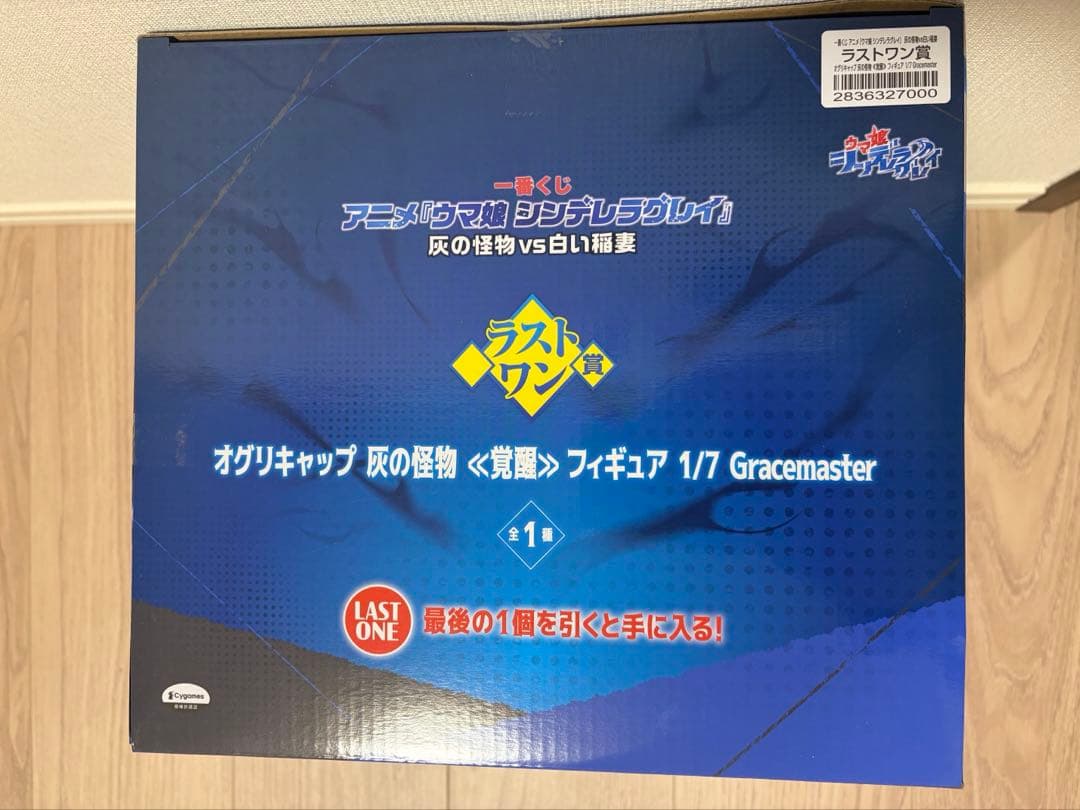 一番くじ アニメ『ウマ娘 シンデレラグレイ』 灰の怪物vs白い稲妻
ラストワン賞
オグリキャップ 灰の怪物 ≪覚醒≫ フィギュア 1/7 Gracemaster
2836327000
ウマ娘
シンデレラグレイ
一番くじ
アニメ『ウマ娘 シンデレラグレイ』
灰の怪物vs白い稲妻
ラスト
ワン賞
オグリキャップ 灰の怪物 ≪覚醒≫ フィギュア 1/7 Gracemaster
全1種
LAST
ONE
最後の1個を引くと手に入る!
Cygames